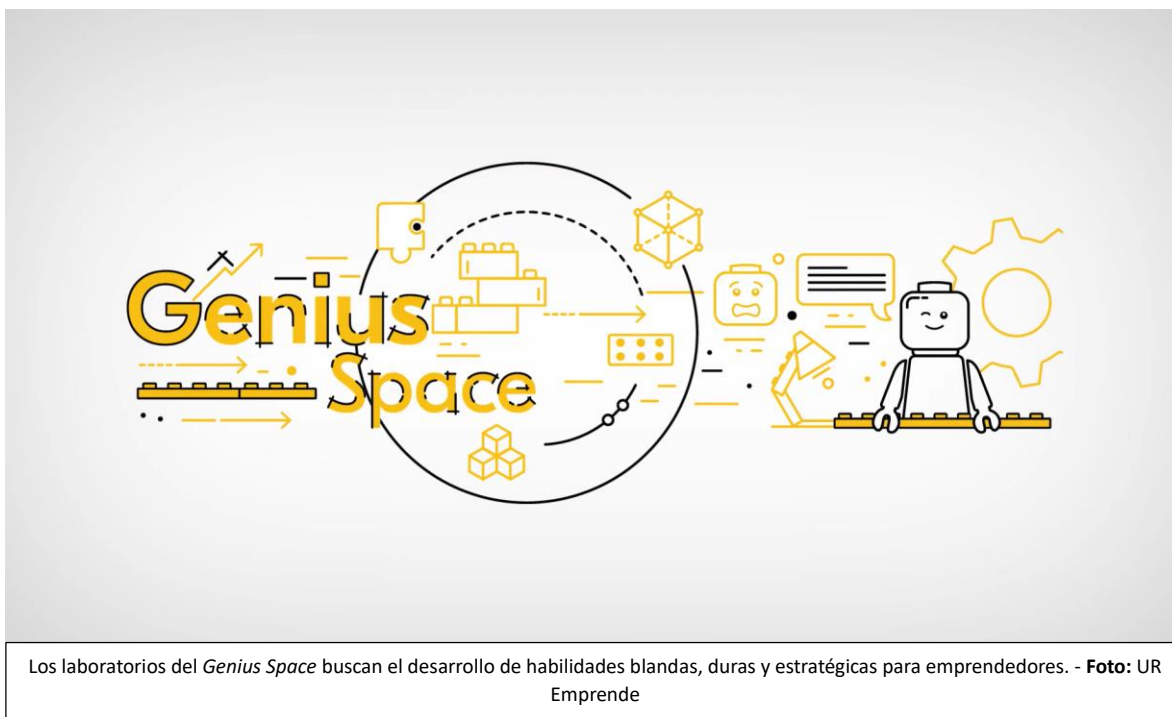 Genius
Space
Los laboratorios del Genius Space buscan el desarrollo de habilidades blandas, duras y estratégicas para emprendedores. - Foto: UR
Emprende